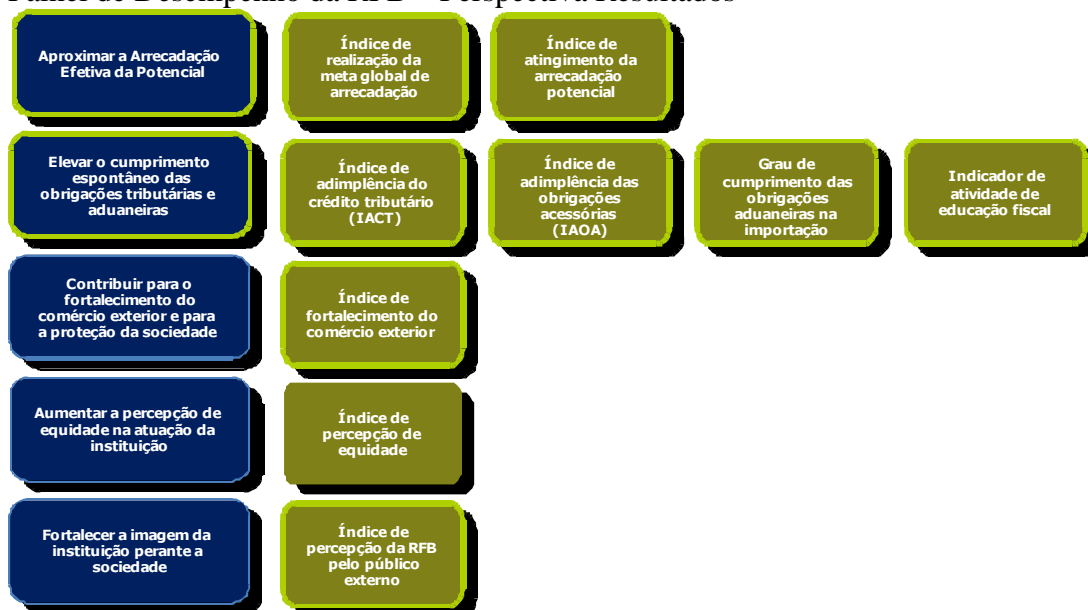 Painel de Desempenho da RFB – Perspectiva Resultados
Aproximar a Arrecadação
Efetiva da Potencial
Índice de
realização da
meta global de
arrecadação
Índice de
atingimento da
arrecadação
potencial
Elevar o cumprimento
espontâneo das
obrigações tributárias e
aduaneiras
Índice de
adimplência do
crédito tributário
(IACT)
Índice de
adimplência das
obrigações
acessórias
(IAOA)
Grau de
cumprimento das
obrigações
aduaneiras na
importação
Indicador de
atividade de
educação fiscal
Contribuir para o
fortalecimento do
comércio exterior e para
a proteção da sociedade
Índice de
fortalecimento do
comércio exterior
Aumentar a percepção de
equidade na atuação da
instituição
Índice de
percepção de
equidade
Fortalecer a imagem da
instituição perante a
sociedade
Índice de
percepção da RFB
pelo público
externo